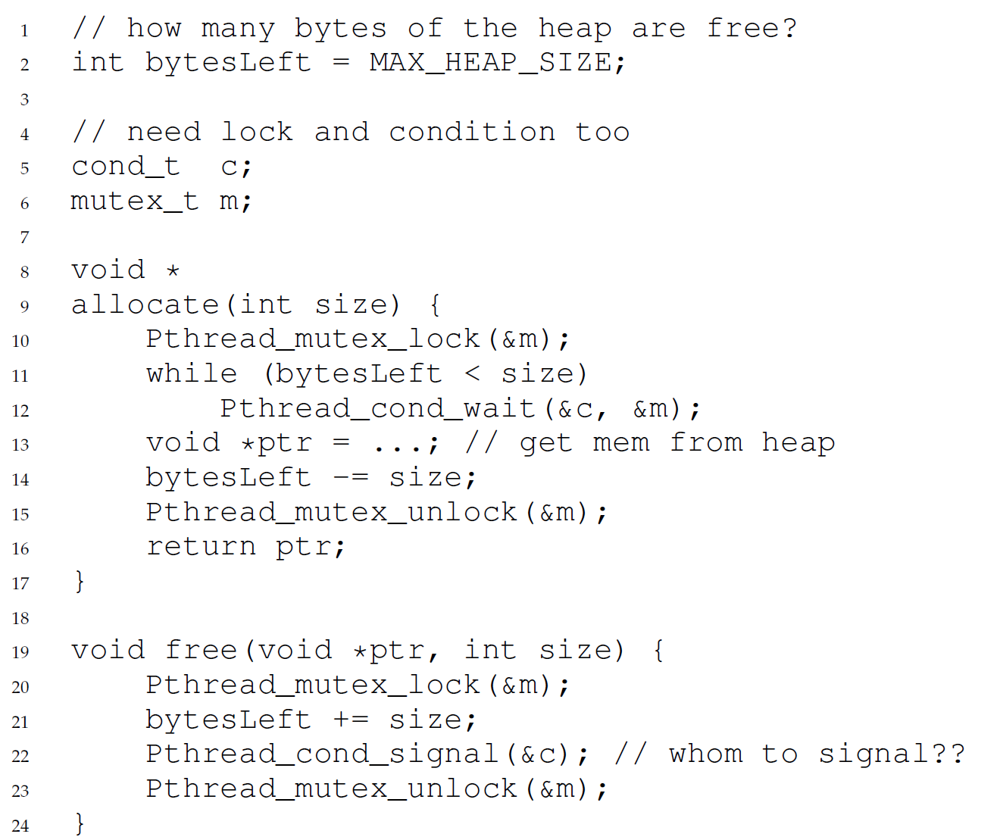 1 // how many bytes of the heap are free?
2 int bytesLeft = MAX_HEAP_SIZE;
3
4 // need lock and condition too
5 cond_t  c;
6 mutex_t m;
7
8 void *
9 allocate(int size) {
10     Pthread_mutex_lock(&m);
11     while (bytesLeft < size)
12         Pthread_cond_wait(&c, &m);
13     void *ptr = ...; // get mem from heap
14     bytesLeft -= size;
15     Pthread_mutex_unlock(&m);
16     return ptr;
17 }
18
19 void free(void *ptr, int size) {
20     Pthread_mutex_lock(&m);
21     bytesLeft += size;
22     Pthread_cond_signal(&c); // whom to signal??
23     Pthread_mutex_unlock(&m);
24 }